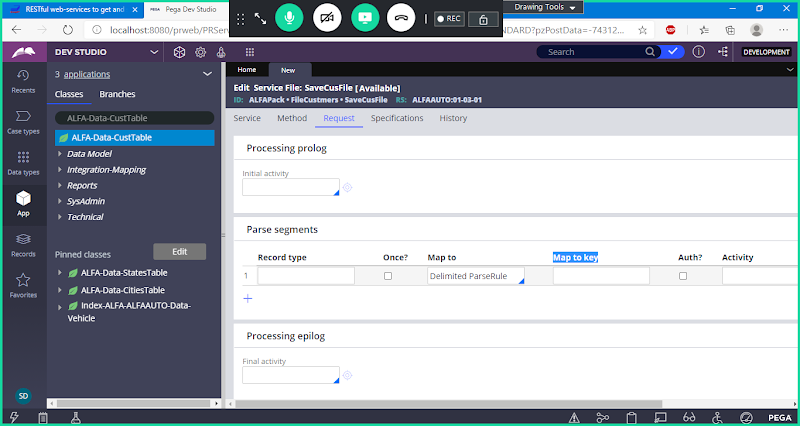 Drawing Tools
RESTful web-services to get and
PEGA Pega Dev Studio
REC
localhost:8080/prweb/PRServ
NDARD?pzPostData=-74312...
ABP
DEV STUDIO
Search
DEVELOPMENT
Recents
Case types
Data types
App
Records
Favorites
SD
3 applications
Classes Branches
ALFA-Data-CustTable
ALFA-Data-CustTable
Data Model
Integration-Mapping
Reports
SysAdmin
Technical
Pinned classes Edit
ALFA-Data-StatesTable
ALFA-Data-CitiesTable
Index-ALFA-ALFAAUTO-Data-
Vehicle
Home New
Edit Service File: SaveCusFile [Available]
ID: ALFAPack • FileCustmers • SaveCusFile RS: ALFAAUTO:01-03-01
Service Method Request Specifications History
Processing prolog
Initial activity
Parse segments
Record type Once? Map to Map to key Auth? Activity
1 Delimited ParseRule
Processing epilog
Final activity
PEGA